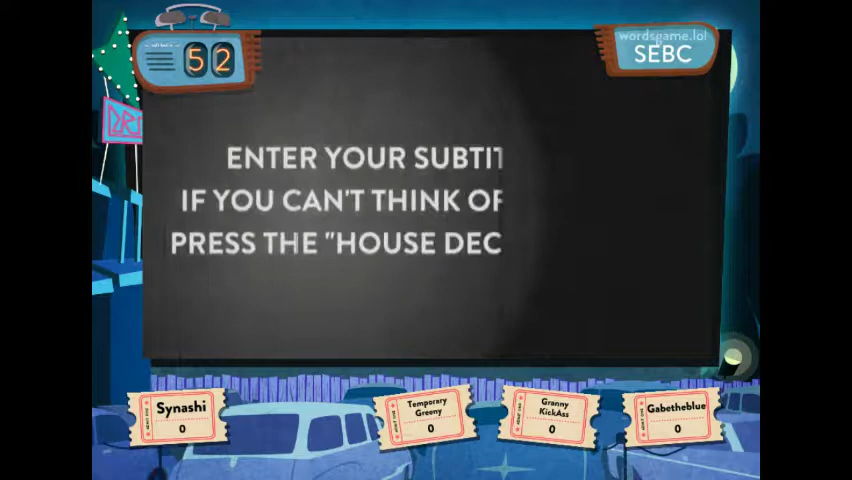 52
wordsgame.lol
SEBC
ENTER YOUR SUBTIT
IF YOU CAN'T THINK OF
PRESS THE "HOUSE DEC
Synashi
0
Temporary
Greeny
0
Granny
KickAss
0
Gabetheblue
0